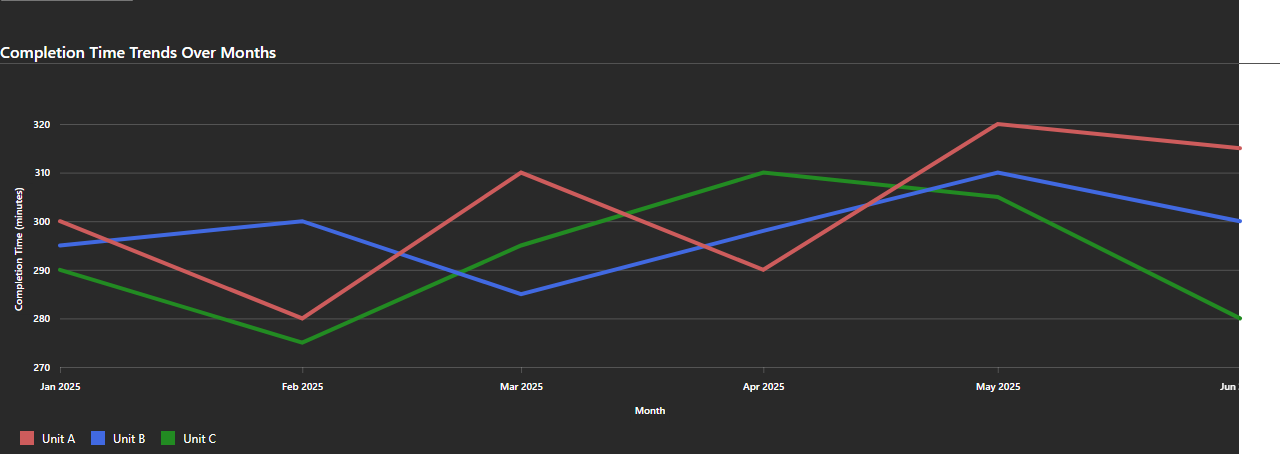 Completion Time Trends Over Months
320
310
300
290
280
270
Completion Time (minutes)
Jan 2025 Feb 2025 Mar 2025 Apr 2025 May 2025 Jun
Month
Unit A Unit B Unit C